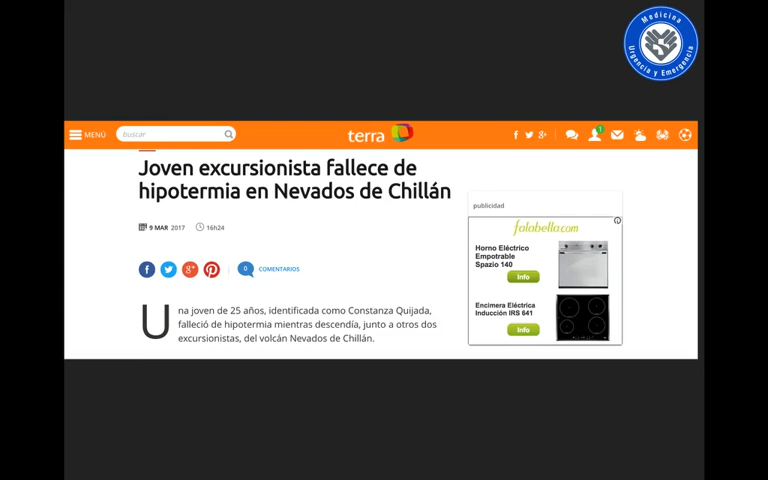 Medicina
Urgencia y Emergencia
MENÚ
buscar
terra
1
Joven excursionista fallece de
hipotermia en Nevados de Chillán
9 MAR 2017
16h24
0
COMENTARIOS
Una joven de 25 años, identificada como Constanza Quijada,
falleció de hipotermia mientras descendía, junto a otros dos
excursionistas, del volcán Nevados de Chillán.
publicidad
falabella.com
Horno Eléctrico
Empotrable
Spazio 140
Info
Encimera Eléctrica
Inducción IRS 641
Info